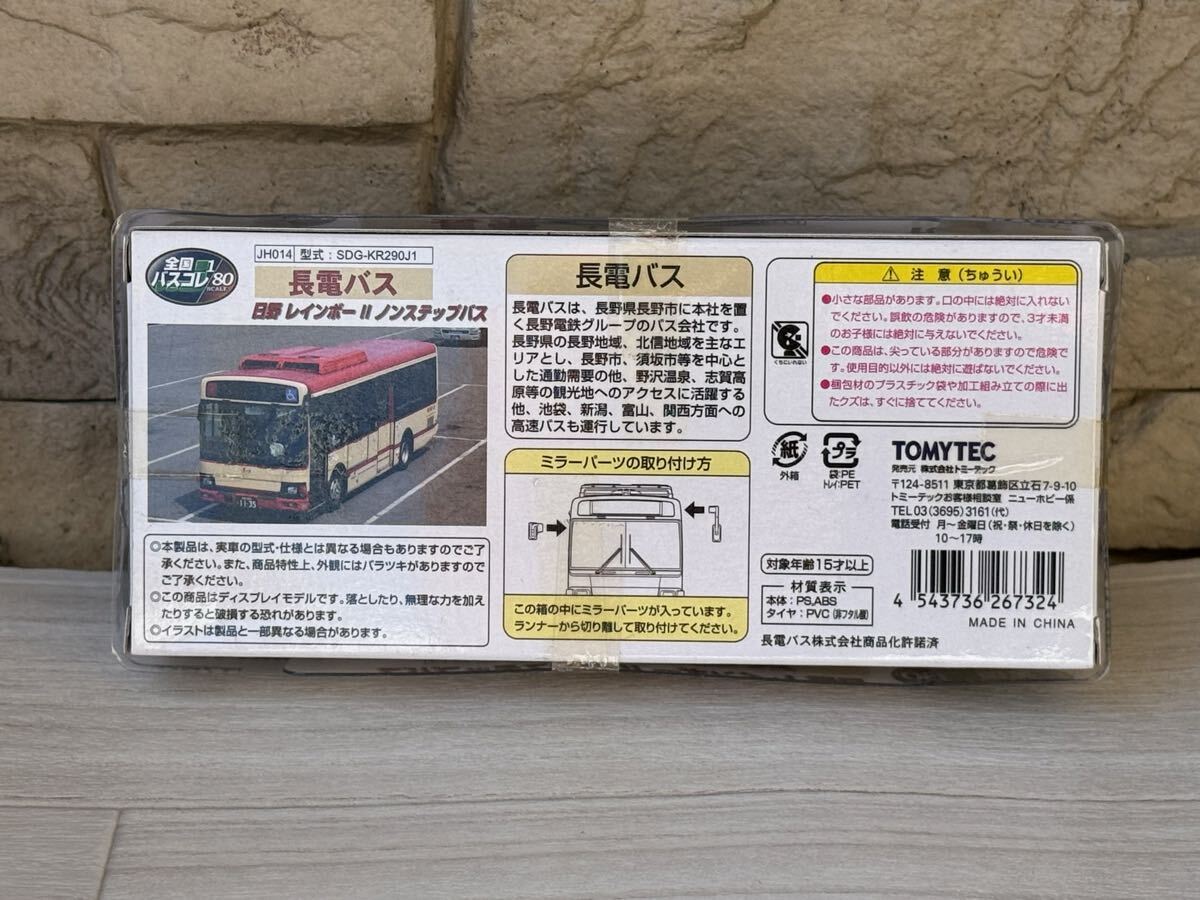 全国
バスコレ
1
80
SCALE
JH014 型式：SDG-KR290J1
長電バス
日野 レインボー II ノンステップバス
11-35
◎本製品は、実車の型式・仕様とは異なる場合もありますのでご了
承ください。また、商品特性上、外観にはバラツキがありますので
ご了承ください。
◎この商品はディスプレイモデルです。落としたり、無理な力を加え
たりすると破損する恐れがあります。
◎イラストは製品と一部異なる場合があります。
長電バス
長電バスは、長野県長野市に本社を置
く長野電鉄グループのバス会社です。
長野県の長野地域、北信地域を主なエ
リアとし、長野市、須坂市等を中心と
した通勤需要の他、野沢温泉、志賀高
原等の観光地へのアクセスに活躍する
他、池袋、新潟、富山、関西方面への
高速バスも運行しています。
ミラーパーツの取り付け方
この箱の中にミラーパーツが入っています。
ランナーから切り離して取り付けてください。
くちにいれない
注 意（ちゅうい）
●小さな部品があります。口の中には絶対に入れない
でください。誤飲の危険がありますので、3才未満
のお子様には絶対に与えないでください。
●この商品は、尖っている部分がありますので危険で
す。使用目的以外には絶対に遊ばないでください。
●梱包材のプラスチック袋や加工組み立ての際に出
たクズは、すぐに捨ててください。
紙
外箱
プラ
袋:PE
トレイ:PET
TOMYTEC
発売元 株式会社トミーテック
〒124-8511 東京都葛飾区立石7-9-10
トミーテックお客様相談室 ニューホビー係
TEL 03（3695）3161（代）
電話受付 月〜金曜日（祝・祭・休日を除く）
10〜17時
対象年齢15才以上
材質表示
本体：PS,ABS
タイヤ：PVC（非フタル酸）
4 543736 267324
MADE IN CHINA
長電バス株式会社商品化許諾済